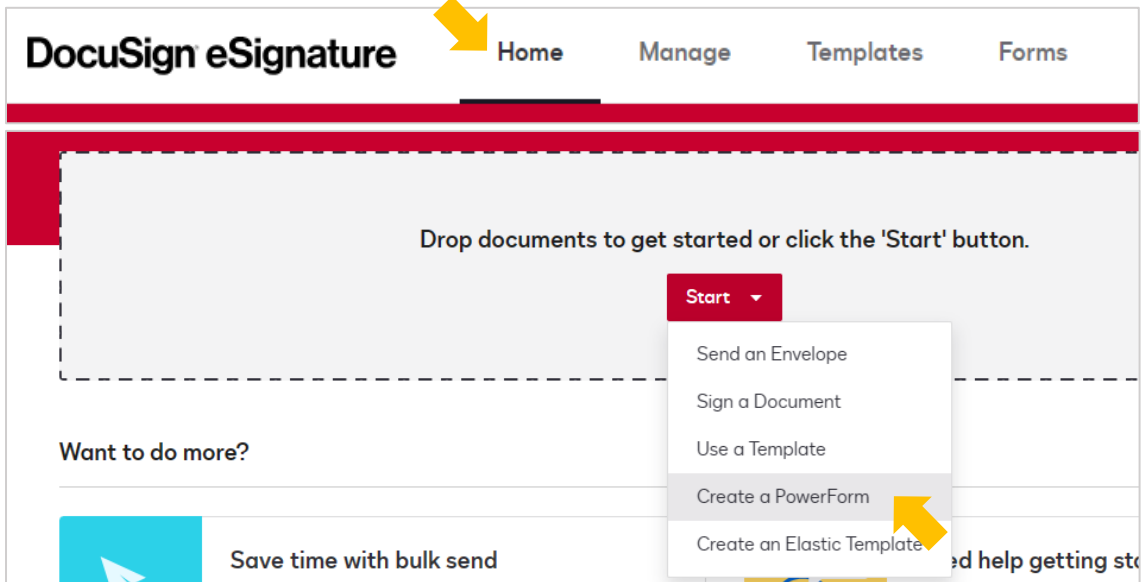 DocuSign eSignature Home Manage Templates Forms
Drop documents to get started or click the 'Start' button.
Start
Send an Envelope
Sign a Document
Use a Template
Create a PowerForm
Create an Elastic Template
Want to do more?
Save time with bulk send
help getting